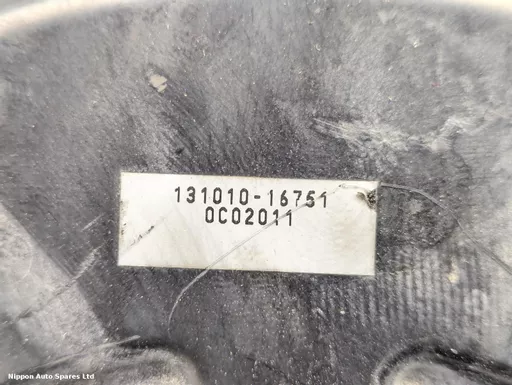 131010-16751
0C02011
Nippon Auto Spares Ltd